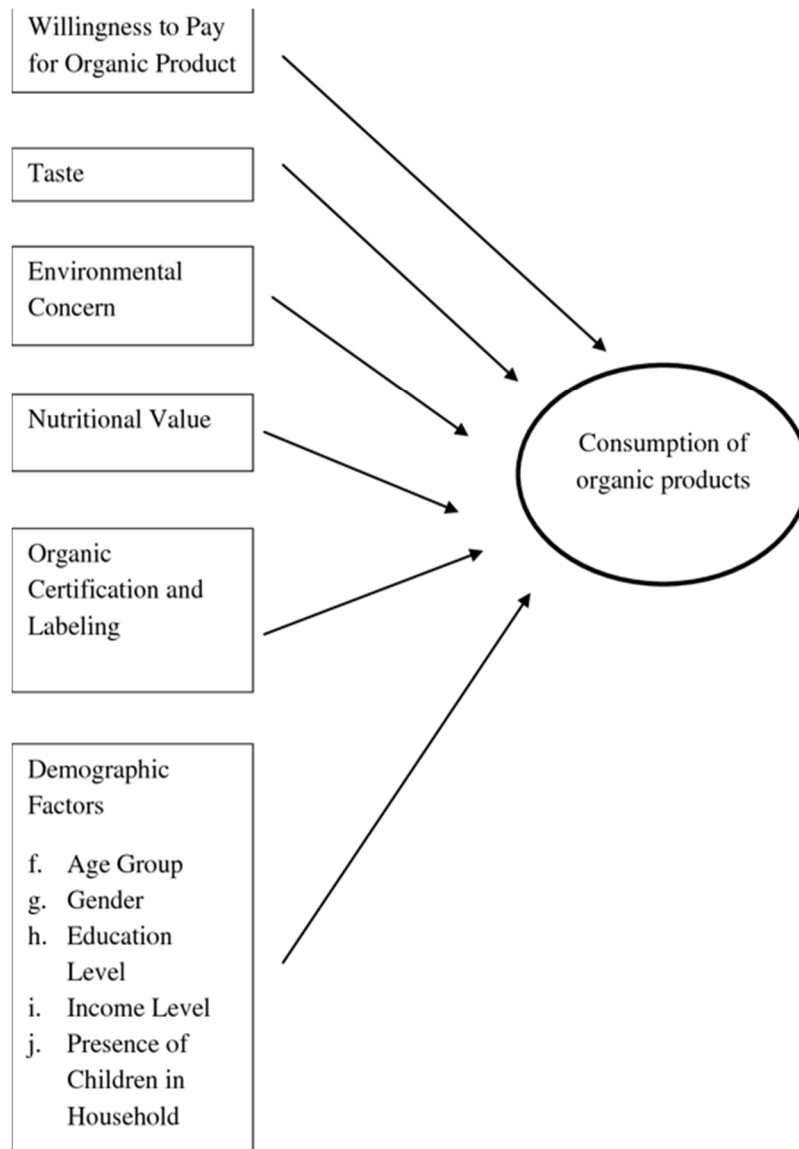 Willingness to Pay
for Organic Product
Taste
Environmental
Concern
Nutritional Value
Organic
Certification and
Labeling
Demographic
Factors
f. Age Group
g. Gender
h. Education
Level
i. Income Level
j. Presence of
Children in
Household
Consumption of
organic products